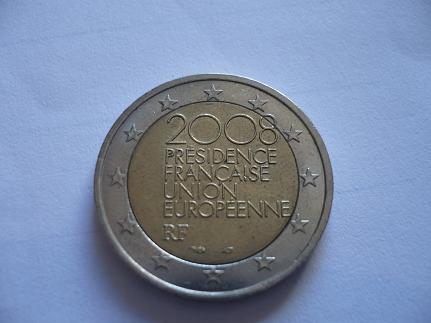 2008
PRÉSIDENCE
FRANÇAISE
UNION
EUROPÉENNE
RF